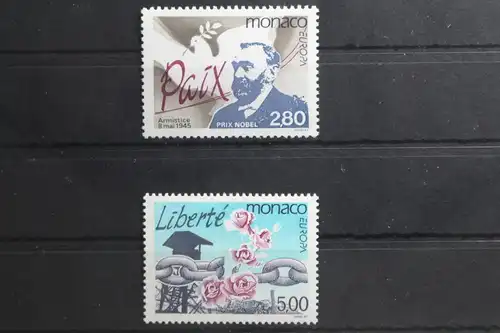 monaco
EUROPA
Paix
Armistice
8 mai 1945
PRIX NOBEL
2.80
Liberté
monaco
EUROPA
5.00